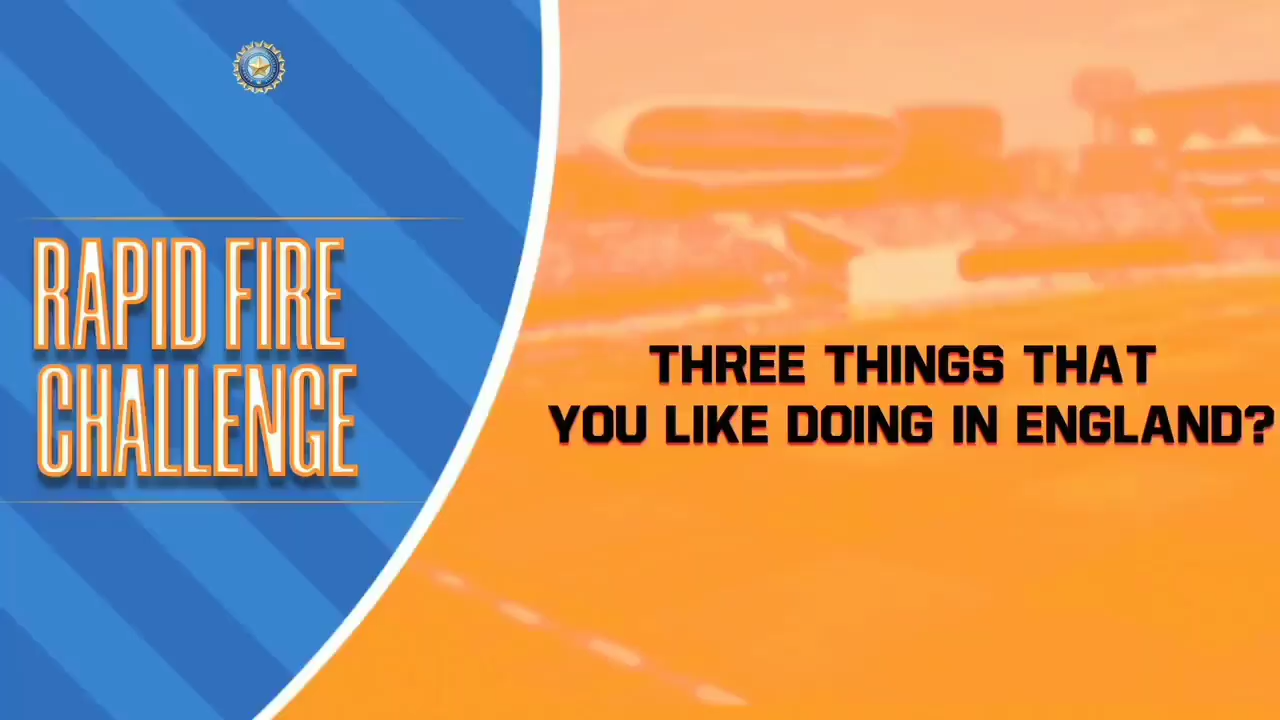 RAPID FIRE
CHALLENGE
THREE THINGS THAT
YOU LIKE DOING IN ENGLAND?